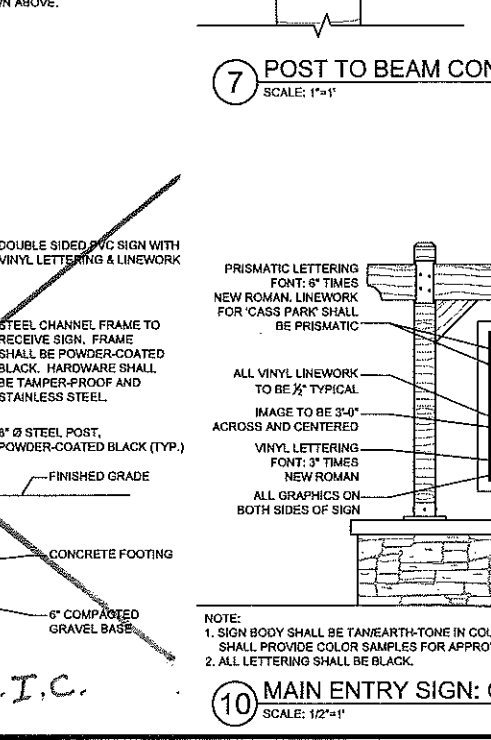 WN ABOVE.
7 POST TO BEAM CON
SCALE: 1"=1'
DOUBLE SIDED PVC SIGN WITH
VINYL LETTERING & LINEWORK
STEEL CHANNEL FRAME TO
RECEIVE SIGN. FRAME
SHALL BE POWDER-COATED
BLACK. HARDWARE SHALL
BE TAMPER-PROOF AND
STAINLESS STEEL.
6" Ø STEEL POST,
POWDER-COATED BLACK (TYP.)
FINISHED GRADE
CONCRETE FOOTING
6" COMPACTED
GRAVEL BASE
.I.C.
PRISMATIC LETTERING
FONT: 6" TIMES
NEW ROMAN. LINEWORK
FOR 'CASS PARK' SHALL
BE PRISMATIC
ALL VINYL LINEWORK
TO BE ½" TYPICAL
IMAGE TO BE 3'-0"
ACROSS AND CENTERED
VINYL LETTERING
FONT: 3" TIMES
NEW ROMAN
ALL GRAPHICS ON
BOTH SIDES OF SIGN
NOTE:
1. SIGN BODY SHALL BE TAN/EARTH-TONE IN COL
SHALL PROVIDE COLOR SAMPLES FOR APPRO
2. ALL LETTERING SHALL BE BLACK.
10 MAIN ENTRY SIGN:
SCALE: 1/2"=1'